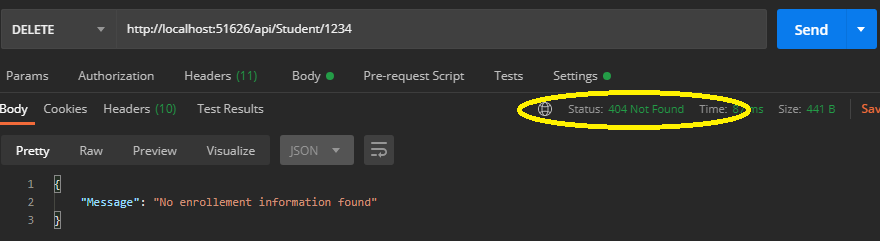 DELETE http://localhost:51626/api/Student/1234 Send
Params Authorization Headers (11) Body Pre-request Script Tests Settings
Body Cookies Headers (10) Test Results Status: 404 Not Found Time: Size: 441 B Sav
Pretty Raw Preview Visualize JSON
1 {
2 "Message": "No enrollement information found"
3 }